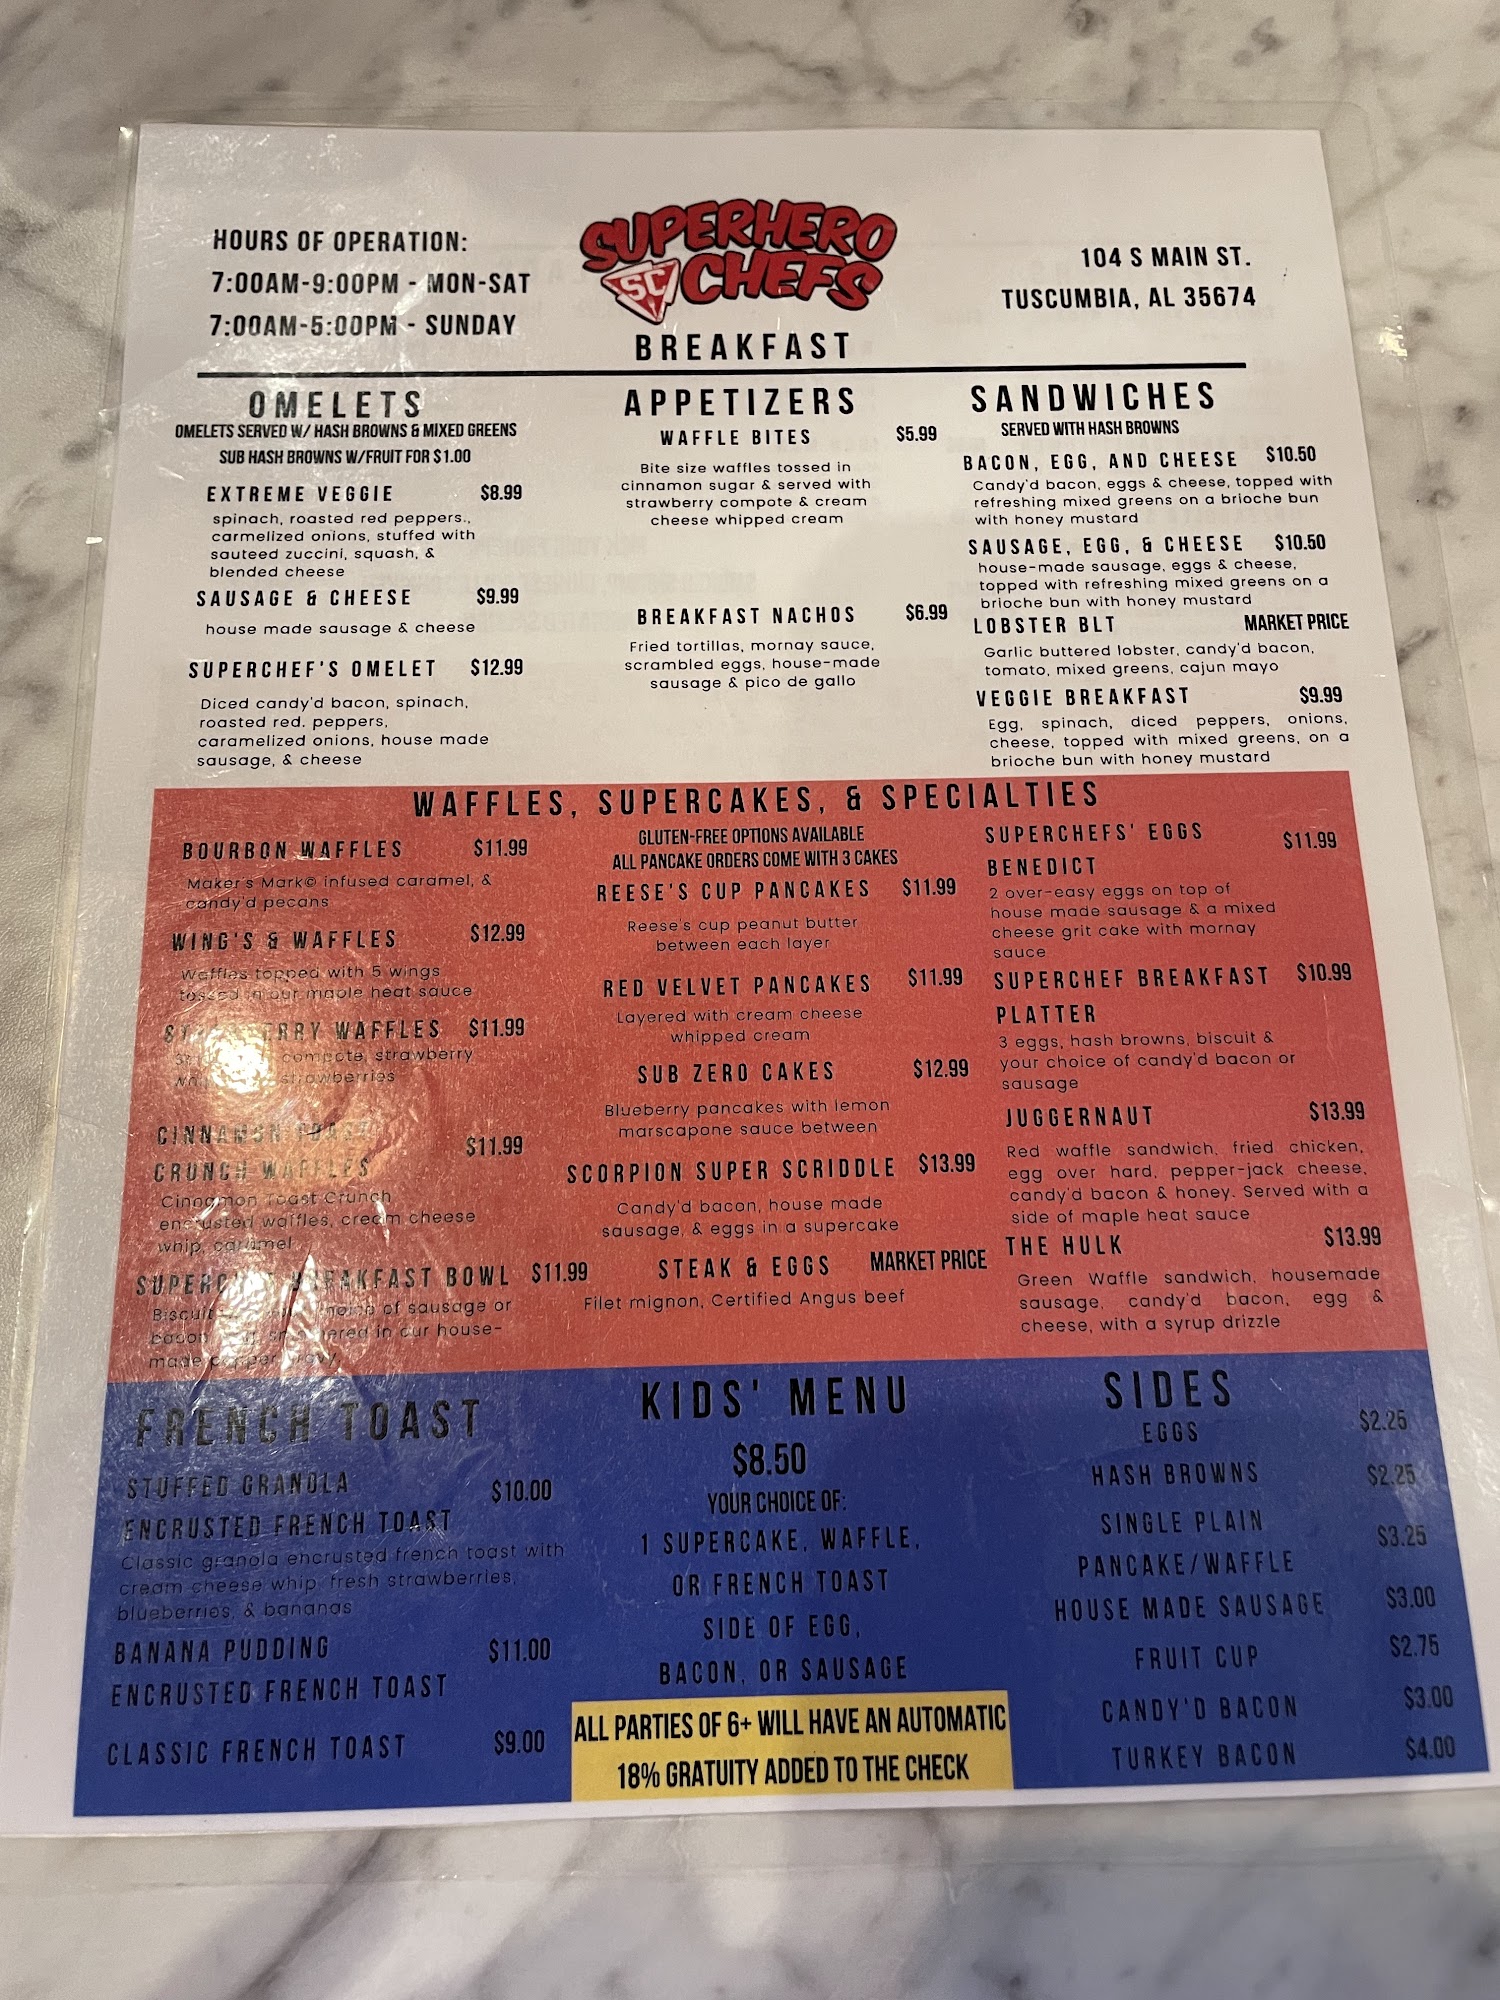 HOURS OF OPERATION:
7:00AM-9:00PM - MON-SAT
7:00AM-5:00PM - SUNDAY
SUPERHERO
SC CHEFS
BREAKFAST
104 S MAIN ST.
TUSCUMBIA, AL 35674
OMELETS
OMELETS SERVED W/ HASH BROWNS & MIXED GREENS
SUB HASH BROWNS W/FRUIT FOR $1.00
EXTREME VEGGIE $8.99
spinach, roasted red peppers.,
carmelized onions, stuffed with
sauteed zuccini, squash, &
blended cheese
SAUSAGE & CHEESE $9.99
house made sausage & cheese
SUPERCHEF'S OMELET $12.99
Diced candy'd bacon, spinach,
roasted red. peppers,
caramelized onions, house made
sausage, & cheese
APPETIZERS
WAFFLE BITES $5.99
Bite size waffles tossed in
cinnamon sugar & served with
strawberry compote & cream
cheese whipped cream
BREAKFAST NACHOS $6.99
Fried tortillas, mornay sauce,
scrambled eggs, house-made
sausage & pico de gallo
SANDWICHES
SERVED WITH HASH BROWNS
BACON, EGG, AND CHEESE $10.50
Candy'd bacon, eggs & cheese, topped with
refreshing mixed greens on a brioche bun
with honey mustard
SAUSAGE, EGG, & CHEESE $10.50
house-made sausage, eggs & cheese,
topped with refreshing mixed greens on a
brioche bun with honey mustard
LOBSTER BLT MARKET PRICE
Garlic buttered lobster, candy'd bacon,
tomato, mixed greens, cajun mayo
VEGGIE BREAKFAST $9.99
Egg, spinach, diced peppers, onions,
cheese, topped with mixed greens, on a
brioche bun with honey mustard
WAFFLES, SUPERCAKES, & SPECIALTIES
BOURBON WAFFLES $11.99
Maker's Mark© infused caramel, &
candy'd pecans
WING'S & WAFFLES $12.99
Waffles topped with 5 wings
tossed in our maple heat sauce
STRAWBERRY WAFFLES $11.99
compote, strawberry
strawberries
CINNAMON TOAST $11.99
CRUNCH WAFFLES
Cinnamon Toast Crunch
encrusted waffles, cream cheese
whip, caramel
BREAKFAST BOWL $11.99
Biscuit choice of sausage or
bacon smothered in our house-
made pepper gravy
GLUTEN-FREE OPTIONS AVAILABLE
ALL PANCAKE ORDERS COME WITH 3 CAKES
REESE'S CUP PANCAKES $11.99
Reese's cup peanut butter
between each layer
RED VELVET PANCAKES $11.99
Layered with cream cheese
whipped cream
SUB ZERO CAKES $12.99
Blueberry pancakes with lemon
marscapone sauce between
SCORPION SUPER SCRIDDLE $13.99
Candy'd bacon, house made
sausage, & eggs in a supercake
STEAK & EGGS MARKET PRICE
Filet mignon, Certified Angus beef
SUPERCHEFS' EGGS $11.99
BENEDICT
2 over-easy eggs on top of
house made sausage & a mixed
cheese grit cake with mornay
sauce
SUPERCHEF BREAKFAST $10.99
PLATTER
3 eggs, hash browns, biscuit &
your choice of candy'd bacon or
sausage
JUGGERNAUT $13.99
Red waffle sandwich, fried chicken,
egg over hard, pepper-jack cheese,
candy'd bacon & honey. Served with a
side of maple heat sauce
THE HULK $13.99
Green Waffle sandwich, housemade
sausage, candy'd bacon, egg &
cheese, with a syrup drizzle
FRENCH TOAST
STUFFED GRANOLA $10.00
ENCRUSTED FRENCH TOAST
Classic granola encrusted french toast with
cream cheese whip, fresh strawberries,
blueberries, & bananas
BANANA PUDDING $11.00
ENCRUSTED FRENCH TOAST
CLASSIC FRENCH TOAST $9.00
KIDS' MENU
$8.50
YOUR CHOICE OF:
1 SUPERCAKE, WAFFLE,
OR FRENCH TOAST
SIDE OF EGG,
BACON, OR SAUSAGE
ALL PARTIES OF 6+ WILL HAVE AN AUTOMATIC
18% GRATUITY ADDED TO THE CHECK
SIDES
EGGS $2.25
HASH BROWNS $2.25
SINGLE PLAIN
PANCAKE/WAFFLE $3.25
HOUSE MADE SAUSAGE $3.00
FRUIT CUP $2.75
CANDY'D BACON $3.00
TURKEY BACON $4.00